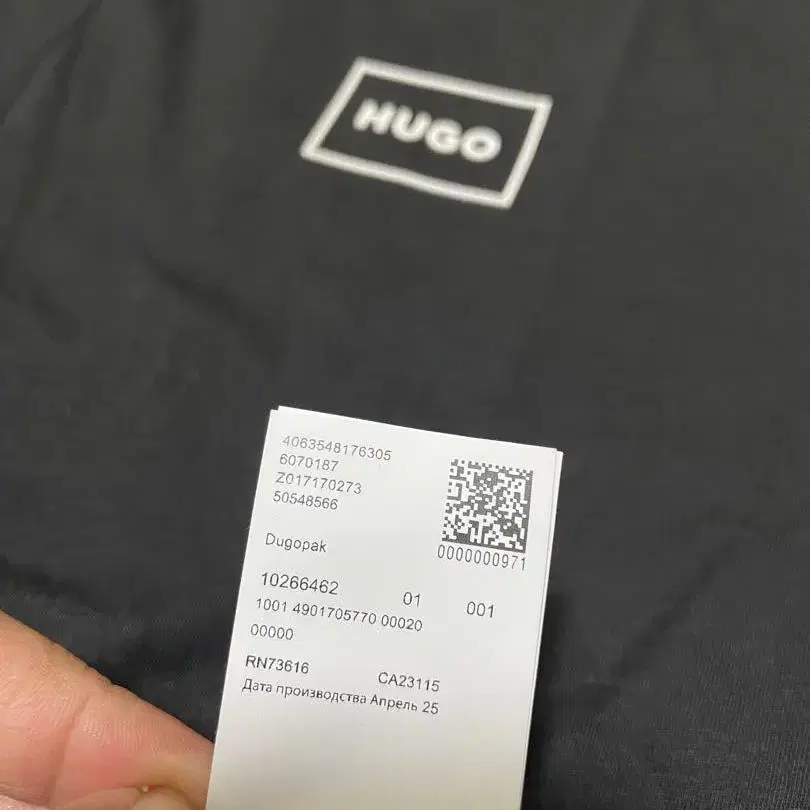 HUGO
4063548176305
6070187
Z017170273
50548566
0000000971
Dugopak
10266462 01 001
1001 4901705770 00020
00000
RN73616 CA23115
Дата производства Апрель 25